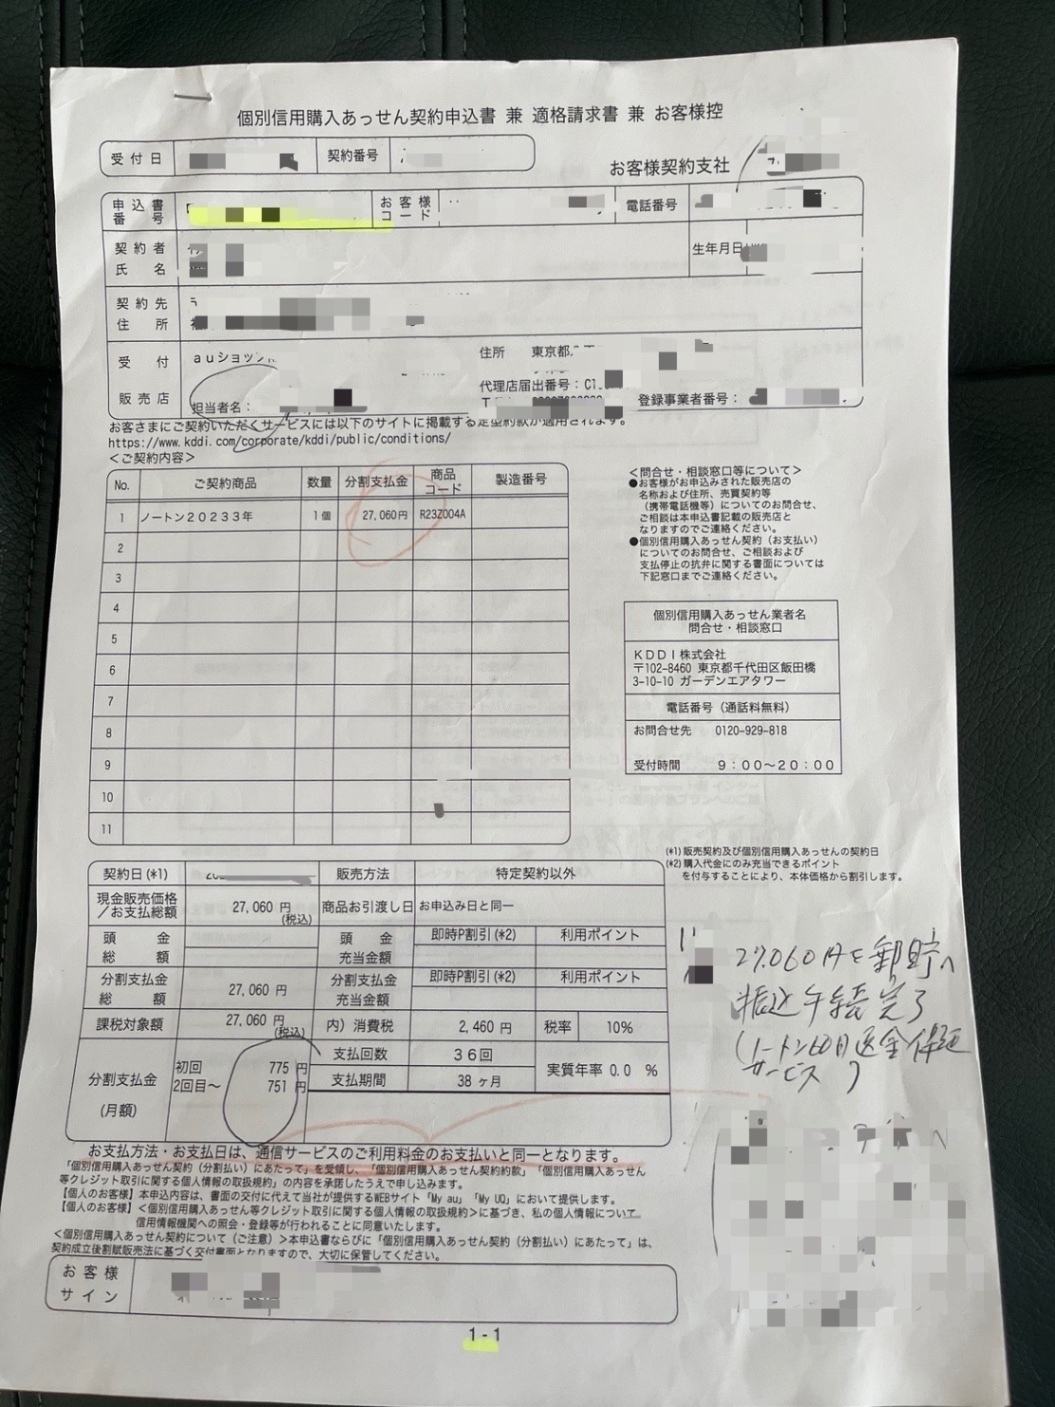 個別信用購入あっせん契約申込書 兼 適格請求書 兼 お客様控
受付日
契約番号
お客様契約支社
申込書番号
お客様コード
電話番号
契約者氏名
生年月日
契約先住所
受付販売店
auショップ
住所 東京都
代理店届出番号：C1
担当者名：
登録事業者番号：
お客さまにご契約いただくサービスには以下のサイトに掲載する定型約款が適用されます。
https://www.kddi.com/corporate/kddi/public/conditions/
＜ご契約内容＞
No. ご契約商品 数量 分割支払金 商品コード 製造番号
1 ノートン20233年 1個 27,060円 R23Z004A
2
3
4
5
6
7
8
9
10
11
＜問合せ・相談窓口等について＞
●お客様がお申込みされた販売店の
名称および住所、売買契約等
（携帯電話機等）についてのお問合せ、
ご相談は本申込書記載の販売店と
なりますのでご連絡ください。
●個別信用購入あっせん契約（お支払い）
についてのお問合せ、ご相談および
支払停止の抗弁に関する書面については
下記窓口までご連絡ください。
個別信用購入あっせん業者名
問合せ・相談窓口
KDDI株式会社
〒102-8460 東京都千代田区飯田橋
3-10-10 ガーデンエアタワー
電話番号（通話料無料）
お問合せ先 0120-929-818
受付時間 9：00～20：00
(*1)販売契約及び個別信用購入あっせんの契約日
(*2)購入代金にのみ充当できるポイント
を付与することにより、本体価格から割引します。
契約日(*1) 販売方法 特定契約以外
現金販売価格／お支払総額 27,060 円(税込) 商品お引渡し日 お申込み日と同一
頭金総額 頭金充当金額 即時P割引(*2) 利用ポイント
分割支払金総額 27,060 円 分割支払金充当金額 即時P割引(*2) 利用ポイント
課税対象額 27,060 円(税込) 内）消費税 2,460 円 税率 10%
分割支払金(月額)
初回 775 円
2回目～ 751 円
支払回数 36回
支払期間 38ヶ月
実質年率 0.0 %
27,060円を郵貯へ
振込手続完了
サービス）
お支払方法・お支払日は、通信サービスのご利用料金のお支払いと同一となります。
「個別信用購入あっせん契約（分割払い）にあたって」を受領し、「個別信用購入あっせん契約約款」「個別信用購入あっせん
等クレジット取引に関する個人情報の取扱規約」の内容を承諾したうえで申し込みます。
【個人のお客様】本申込内容は、書面の交付に代えて当社が提供するWEBサイト「My au」「My UQ」において提供します。
【個人のお客様】＜個別信用購入あっせん等クレジット取引に関する個人情報の取扱規約＞に基づき、私の個人情報について
信用情報機関への照会・登録等が行われることに同意いたします。
＜個別信用購入あっせん契約について（ご注意）＞本申込書ならびに「個別信用購入あっせん契約（分割払い）にあたって」は、
契約成立後割賦販売法に基づく交付書面となりますので、大切に保管してください。
お客様サイン
1-1